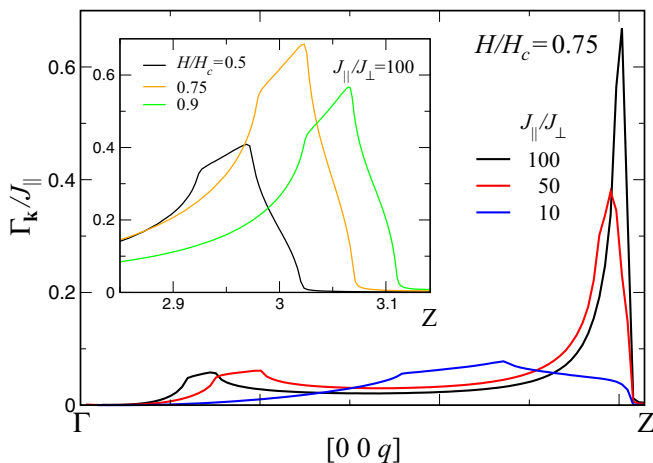 0.6
0.4
0.2
0
H/H_c=0.5
0.75
0.9
J_||/J_⊥=100
2.9
3
3.1
Z
H/H_c=0.75
J_||/J_⊥
100
50
10
Γ_k/J_||
0.6
0.4
0.2
0
Γ
Z
[0 0 q]